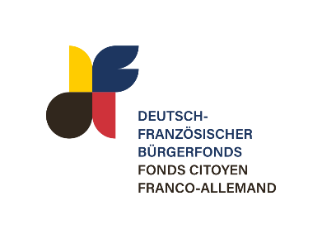 DEUTSCH-
FRANZÖSISCHER
BÜRGERFONDS
FONDS CITOYEN
FRANCO-ALLEMAND